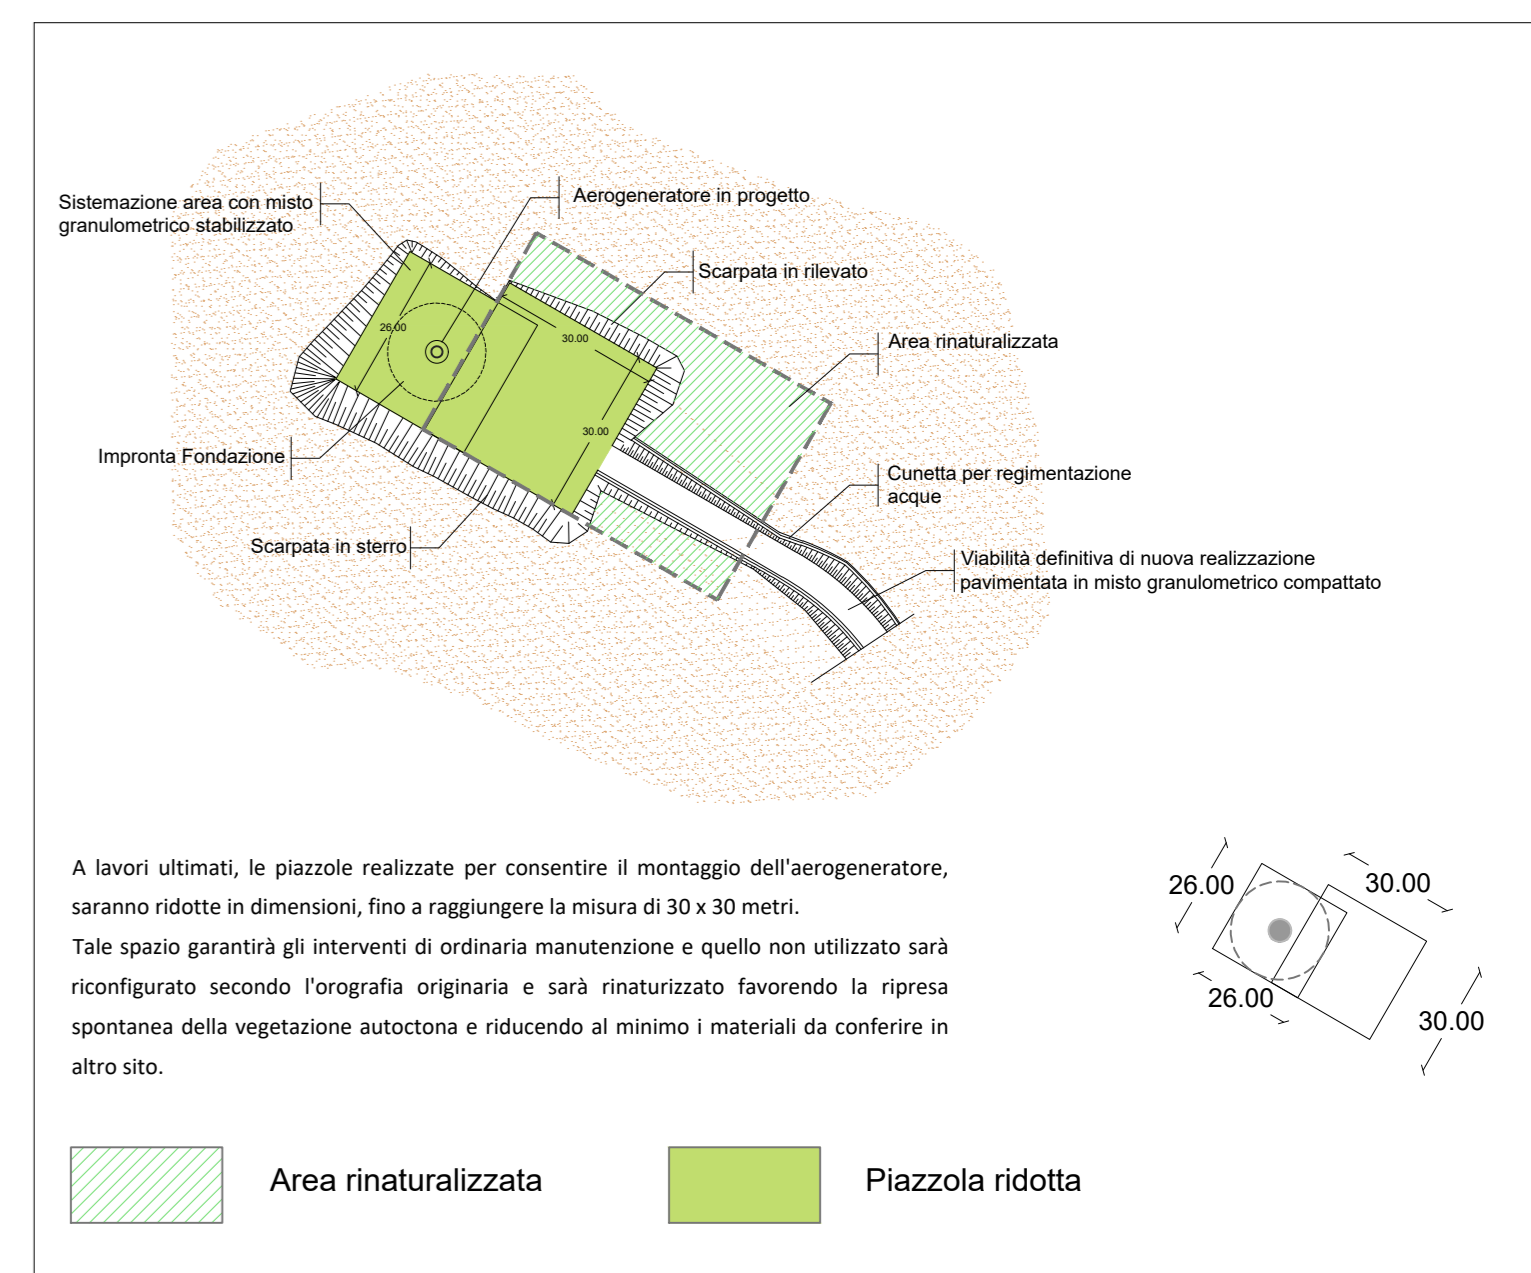 Sistemazione area con misto
granulometrico stabilizzato
Aerogeneratore in progetto
Scarpata in rilevato
Area rinaturalizzata
26.00
30.00
30.00
Impronta Fondazione
Cunetta per regimentazione
acque
Scarpata in sterro
Viabilità definitiva di nuova realizzazione
pavimentata in misto granulometrico compattato
A lavori ultimati, le piazzole realizzate per consentire il montaggio dell'aerogeneratore,
saranno ridotte in dimensioni, fino a raggiungere la misura di 30 x 30 metri.
Tale spazio garantirà gli interventi di ordinaria manutenzione e quello non utilizzato sarà
riconfigurato secondo l'orografia originaria e sarà rinaturizzato favorendo la ripresa
spontanea della vegetazione autoctona e riducendo al minimo i materiali da conferire in
altro sito.
26.00
30.00
26.00
30.00
Area rinaturalizzata
Piazzola ridotta